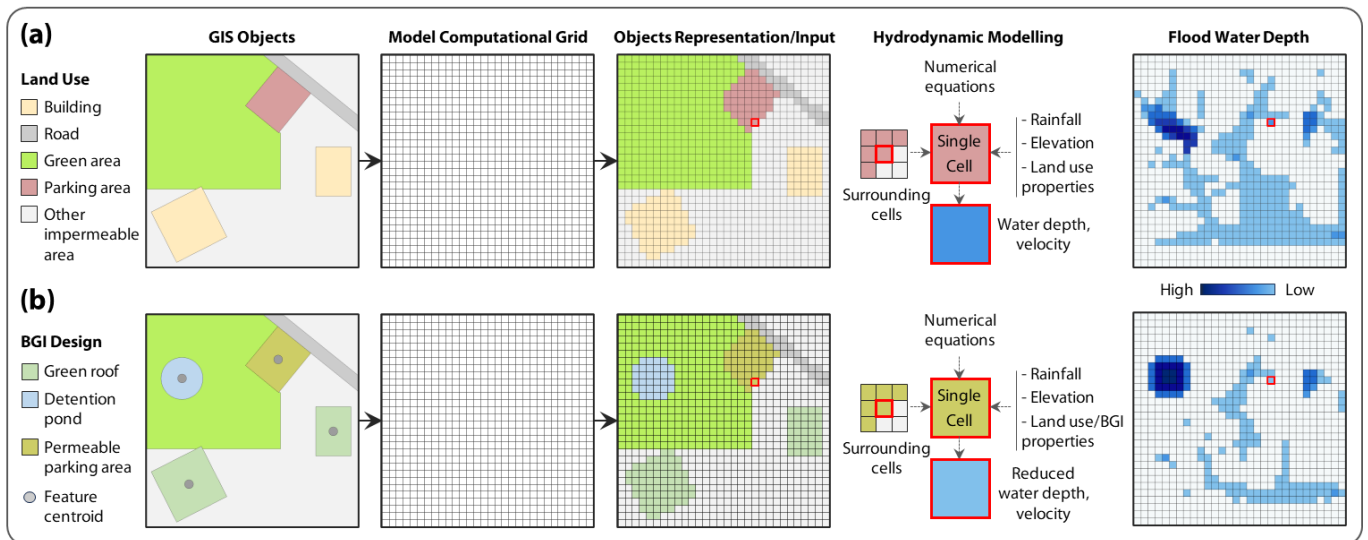 (a)
GIS Objects
Model Computational Grid
Objects Representation/Input
Hydrodynamic Modelling
Flood Water Depth
Land Use
Building
Road
Green area
Parking area
Other
impermeable
area
Numerical
equations
Single
Cell
- Rainfall
- Elevation
- Land use
properties
Surrounding
cells
Water depth,
velocity
High
Low
(b)
BGI Design
Green roof
Detention
pond
Permeable
parking area
Feature
centroid
Numerical
equations
Single
Cell
- Rainfall
- Elevation
- Land use/BGI
properties
Surrounding
cells
Reduced
water depth,
velocity